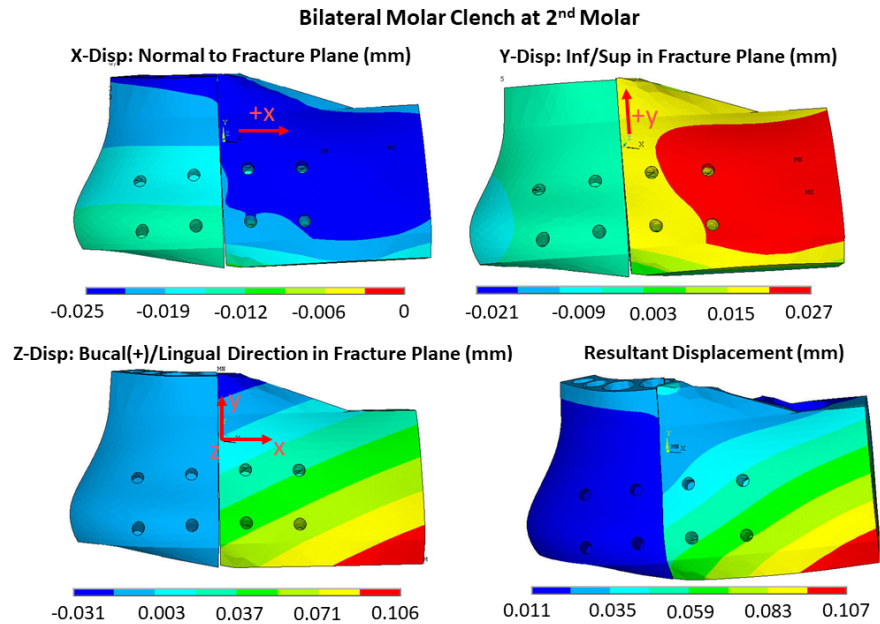 Bilateral Molar Clench at 2nd Molar
X-Disp: Normal to Fracture Plane (mm)
Y-Disp: Inf/Sup in Fracture Plane (mm)
+x
+y
-0.025 -0.019 -0.012 -0.006 0
-0.021 -0.009 0.003 0.015 0.027
Z-Disp: Bucal(+)/Lingual Direction in Fracture Plane (mm)
Resultant Displacement (mm)
MN
y
z
x
-0.031 0.003 0.037 0.071 0.106
0.011 0.035 0.059 0.083 0.107